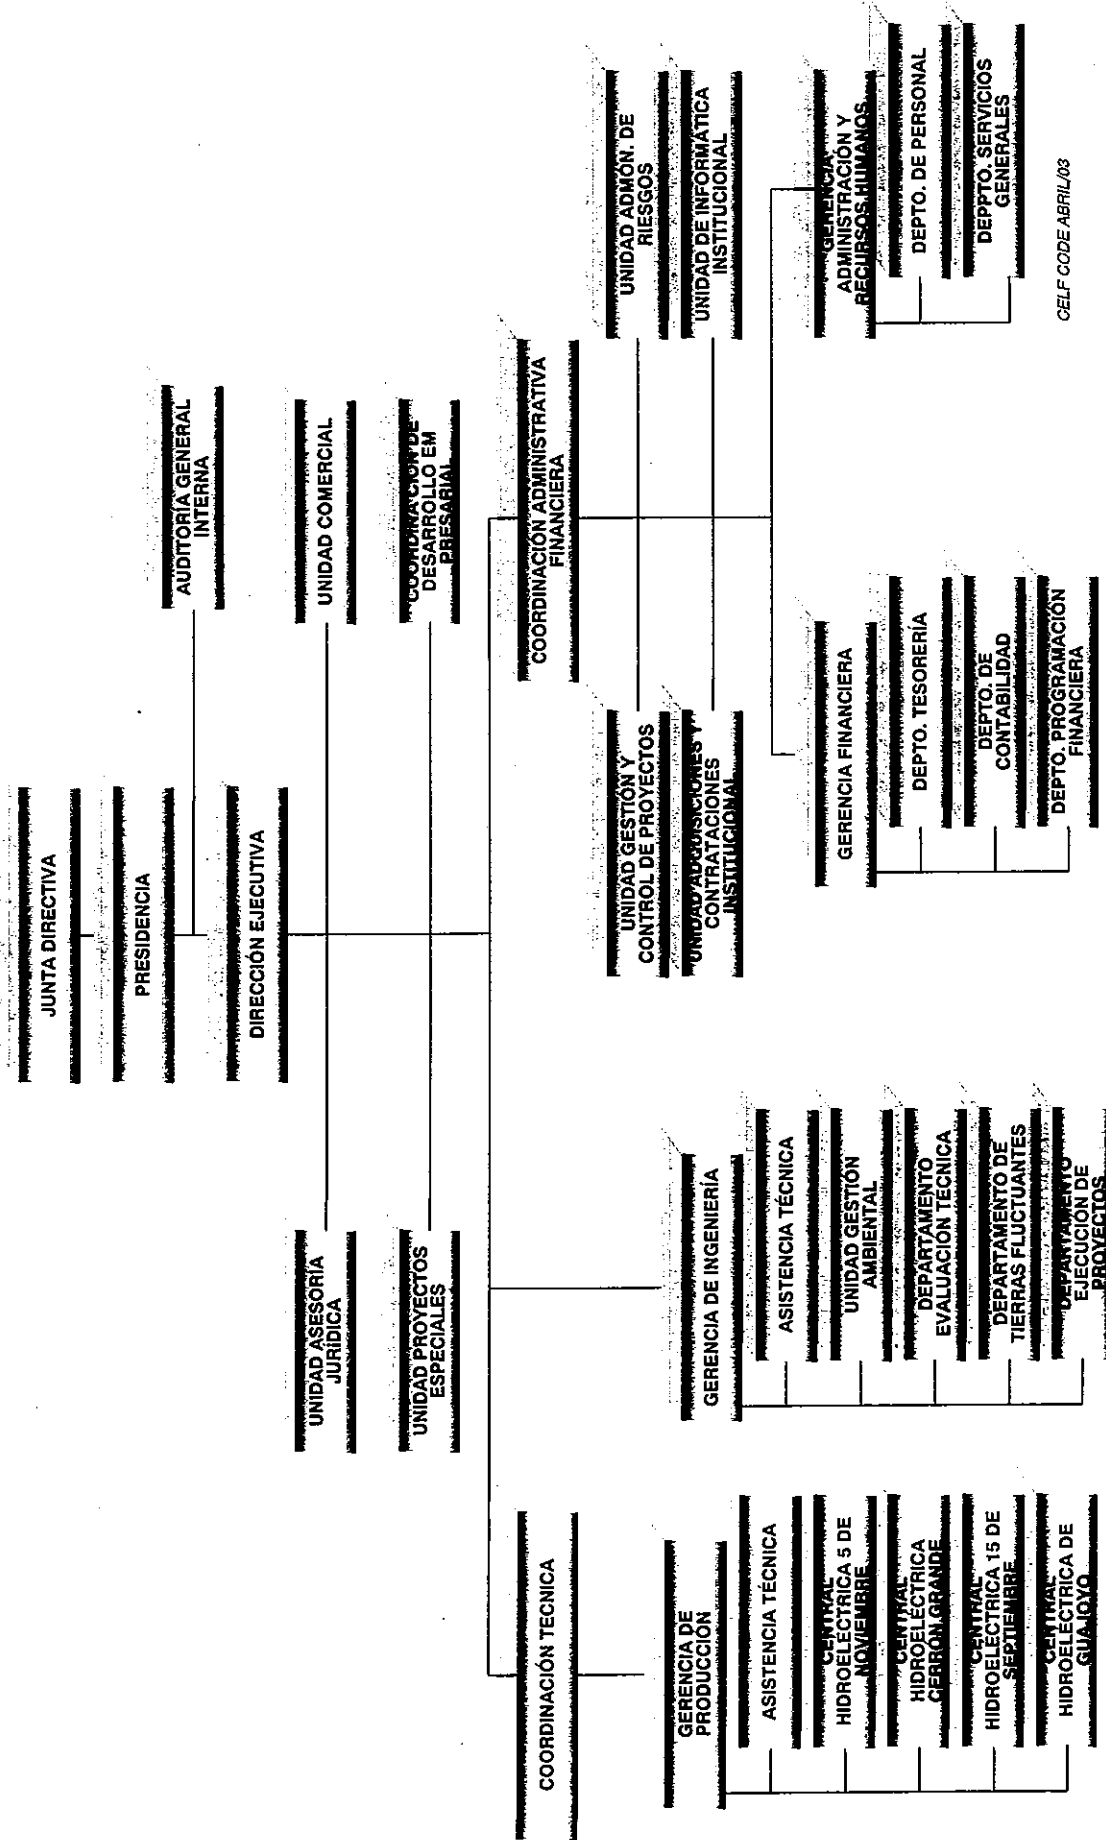 JUNTA DIRECTIVA
PRESIDENCIA
AUDITORÍA GENERAL
INTERNA
DIRECCIÓN EJECUTIVA
UNIDAD ASESORÍA
JURÍDICA
UNIDAD COMERCIAL
UNIDAD PROYECTOS
ESPECIALES
COORDINACIÓN DE
DESARROLLO EM
PRESARIAL
COORDINACIÓN TECNICA
COORDINACIÓN ADMINISTRATIVA
FINANCIERA
GERENCIA DE
PRODUCCIÓN
ASISTENCIA TÉCNICA
CENTRAL
HIDROELÉCTRICA 5 DE
NOVIEMBRE
CENTRAL
HIDROELÉCTRICA
CERRÓN GRANDE
CENTRAL
HIDROELÉCTRICA 15 DE
SEPTIEMBRE
CENTRAL
HIDROELÉCTRICA DE
GUAJOYO
GERENCIA DE INGENIERÍA
ASISTENCIA TÉCNICA
UNIDAD GESTIÓN
AMBIENTAL
DEPARTAMENTO
EVALUACIÓN TÉCNICA
DEPARTAMENTO DE
TIERRAS FLUCTUANTES
DEPARTAMENTO
EJECUCIÓN DE
PROYECTOS
UNIDAD GESTIÓN Y
CONTROL DE PROYECTOS
UNIDAD ADMÓN. DE
RIESGOS
UNIDAD ADQUISICIONES Y
CONTRATACIONES
INSTITUCIONAL
UNIDAD DE INFORMÁTICA
INSTITUCIONAL
GERENCIA FINANCIERA
DEPTO. TESORERÍA
DEPTO. DE
CONTABILIDAD
DEPTO. PROGRAMACIÓN
FINANCIERA
GERENCIA
ADMINISTRACIÓN Y
RECURSOS HUMANOS
DEPTO. DE PERSONAL
DEPPTO. SERVICIOS
GENERALES
CELF CODE ABRIL/03